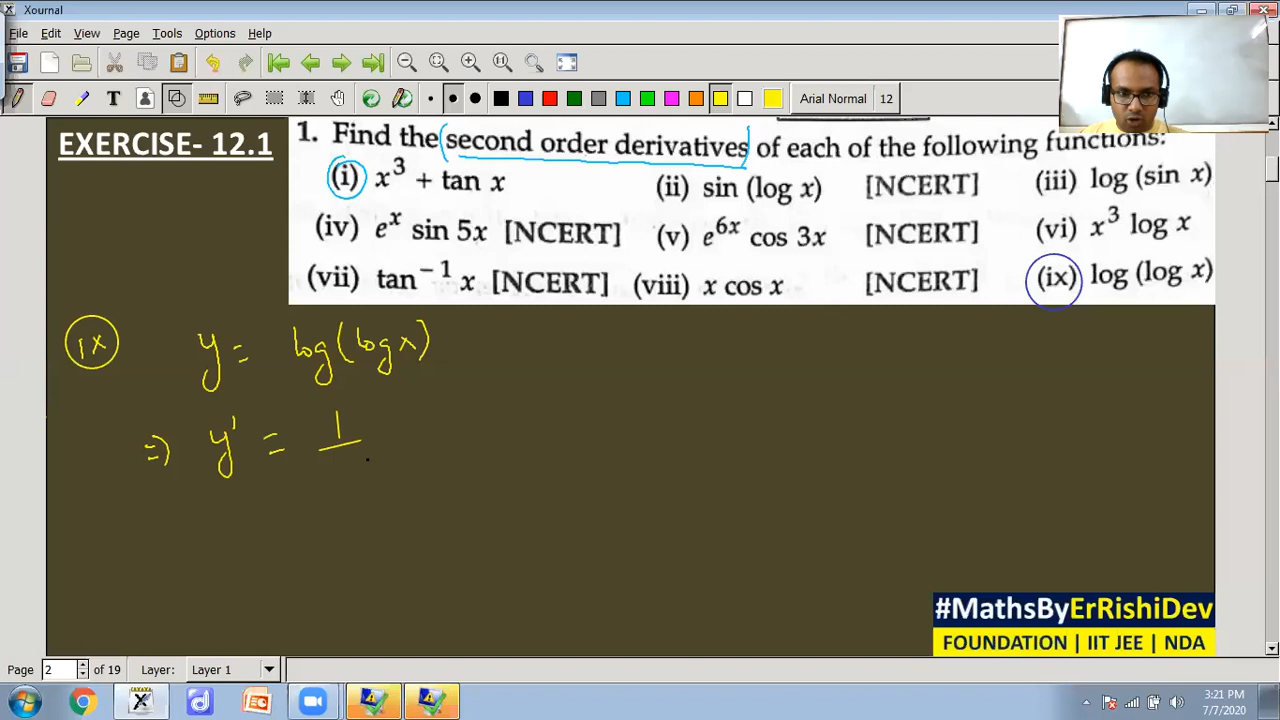 Xournal
File Edit View Page Tools Options Help
Arial Normal 12
EXERCISE- 12.1
1. Find the second order derivatives of each of the following functions:
(i) x³ + tan x (ii) sin (log x) [NCERT] (iii) log (sin x)
(iv) eˣ sin 5x [NCERT] (v) e⁶ˣ cos 3x [NCERT] (vi) x³ log x
(vii) tan⁻¹ x [NCERT] (viii) x cos x [NCERT] (ix) log (log x)
ix y = log(log x)
⇒ y' = 1
#MathsByErRishiDev
FOUNDATION | IIT JEE | NDA
Page 2 of 19 Layer: Layer 1
3:21 PM
7/7/2020